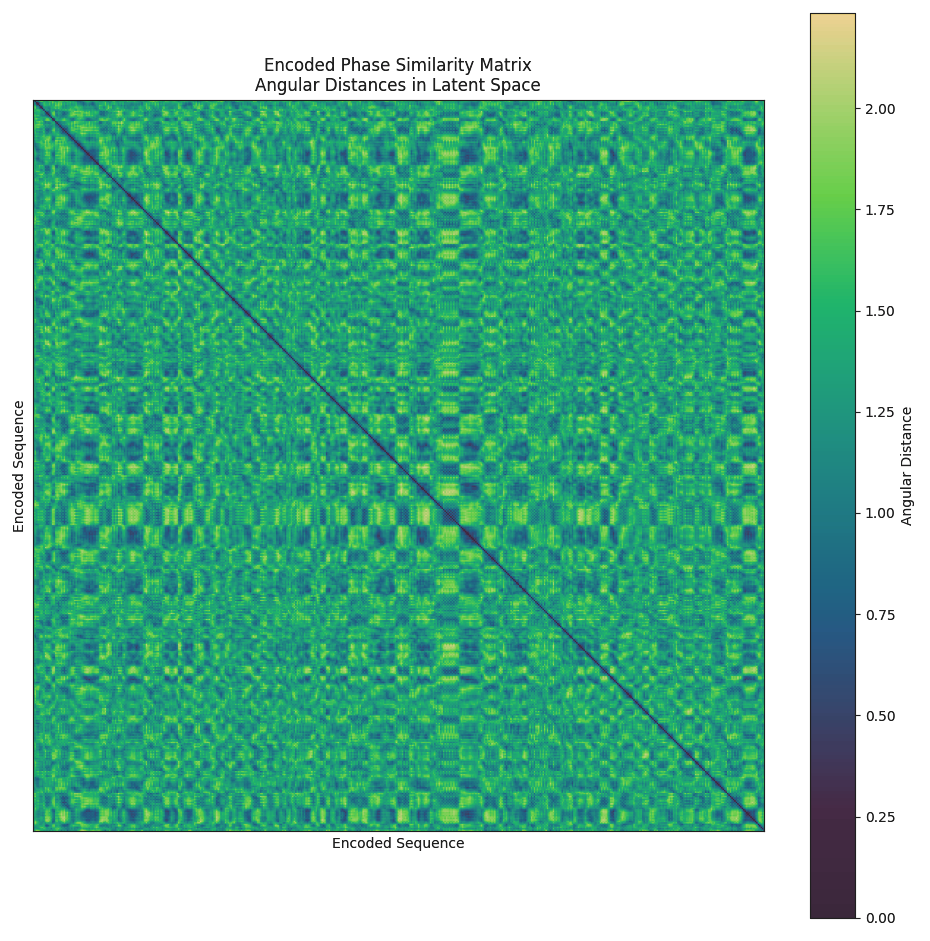 Encoded Phase Similarity Matrix
Angular Distances in Latent Space
Encoded Sequence
Encoded Sequence
2.00
1.75
1.50
1.25
1.00
0.75
0.50
0.25
0.00
Angular Distance